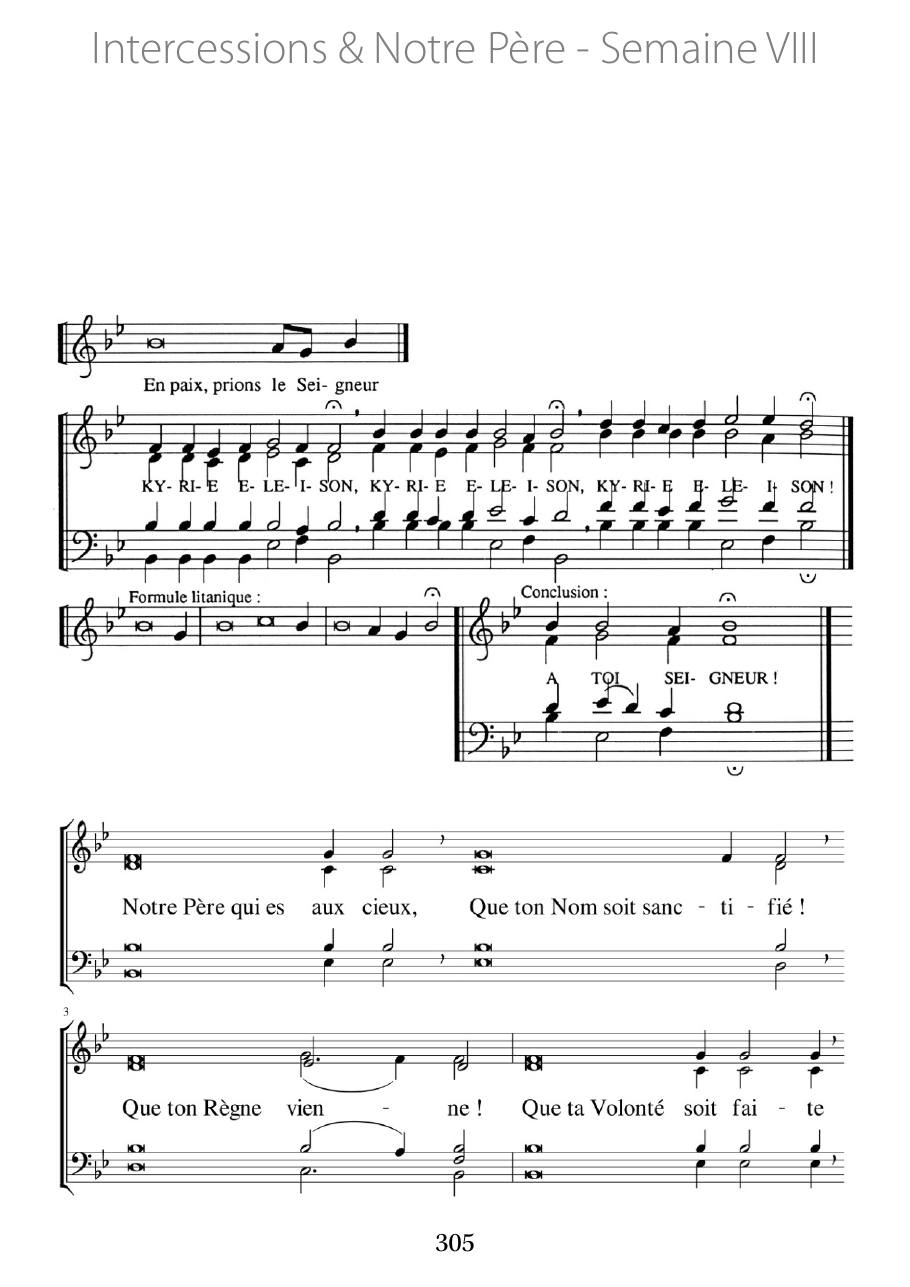 Intercessions & Notre Père - Semaine VIII
En paix, prions le Sei- gneur
KY- RI- E E- LE- I- SON, KY- RI- E E- LE- I- SON, KY- RI- E E- LE- I- SON !
Formule litanique :
Conclusion :
A TOI SEI- GNEUR !
Notre Père qui es aux cieux, Que ton Nom soit sanc - ti - fié !
3
Que ton Règne vien - ne ! Que ta Volonté soit fai - te
305